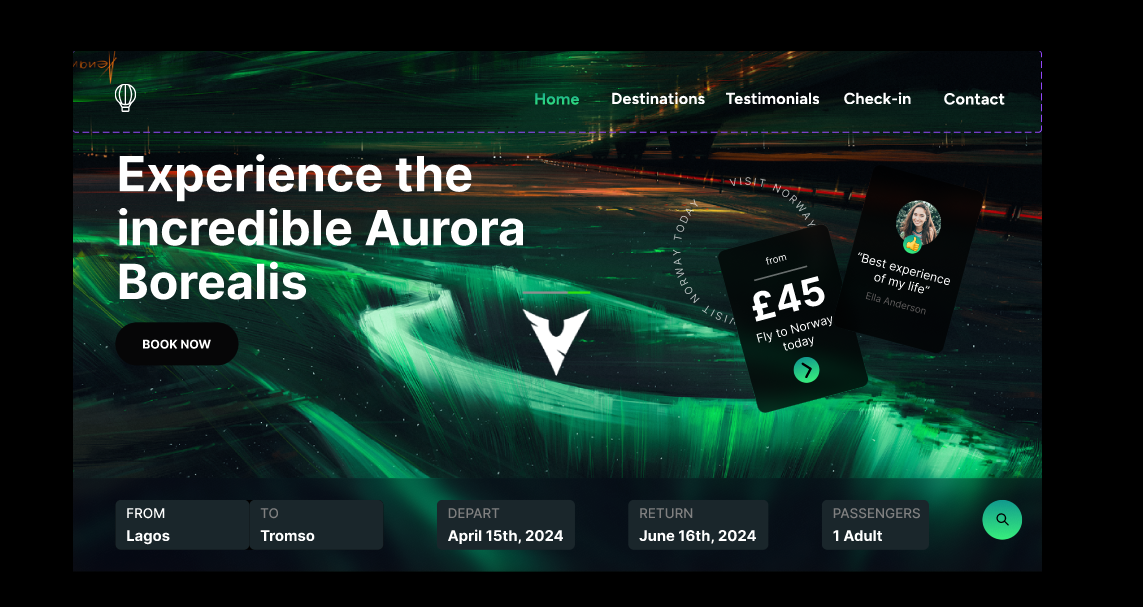 Home Destinations Testimonials Check-in Contact
Experience the
incredible Aurora
Borealis
BOOK NOW
VISIT NORWAY
VISIT NORWAY TODAY
from
£45
Fly to Norway
today
“Best experience
of my life”
Ella Anderson
FROM
Lagos
TO
Tromso
DEPART
April 15th, 2024
RETURN
June 16th, 2024
PASSENGERS
1 Adult